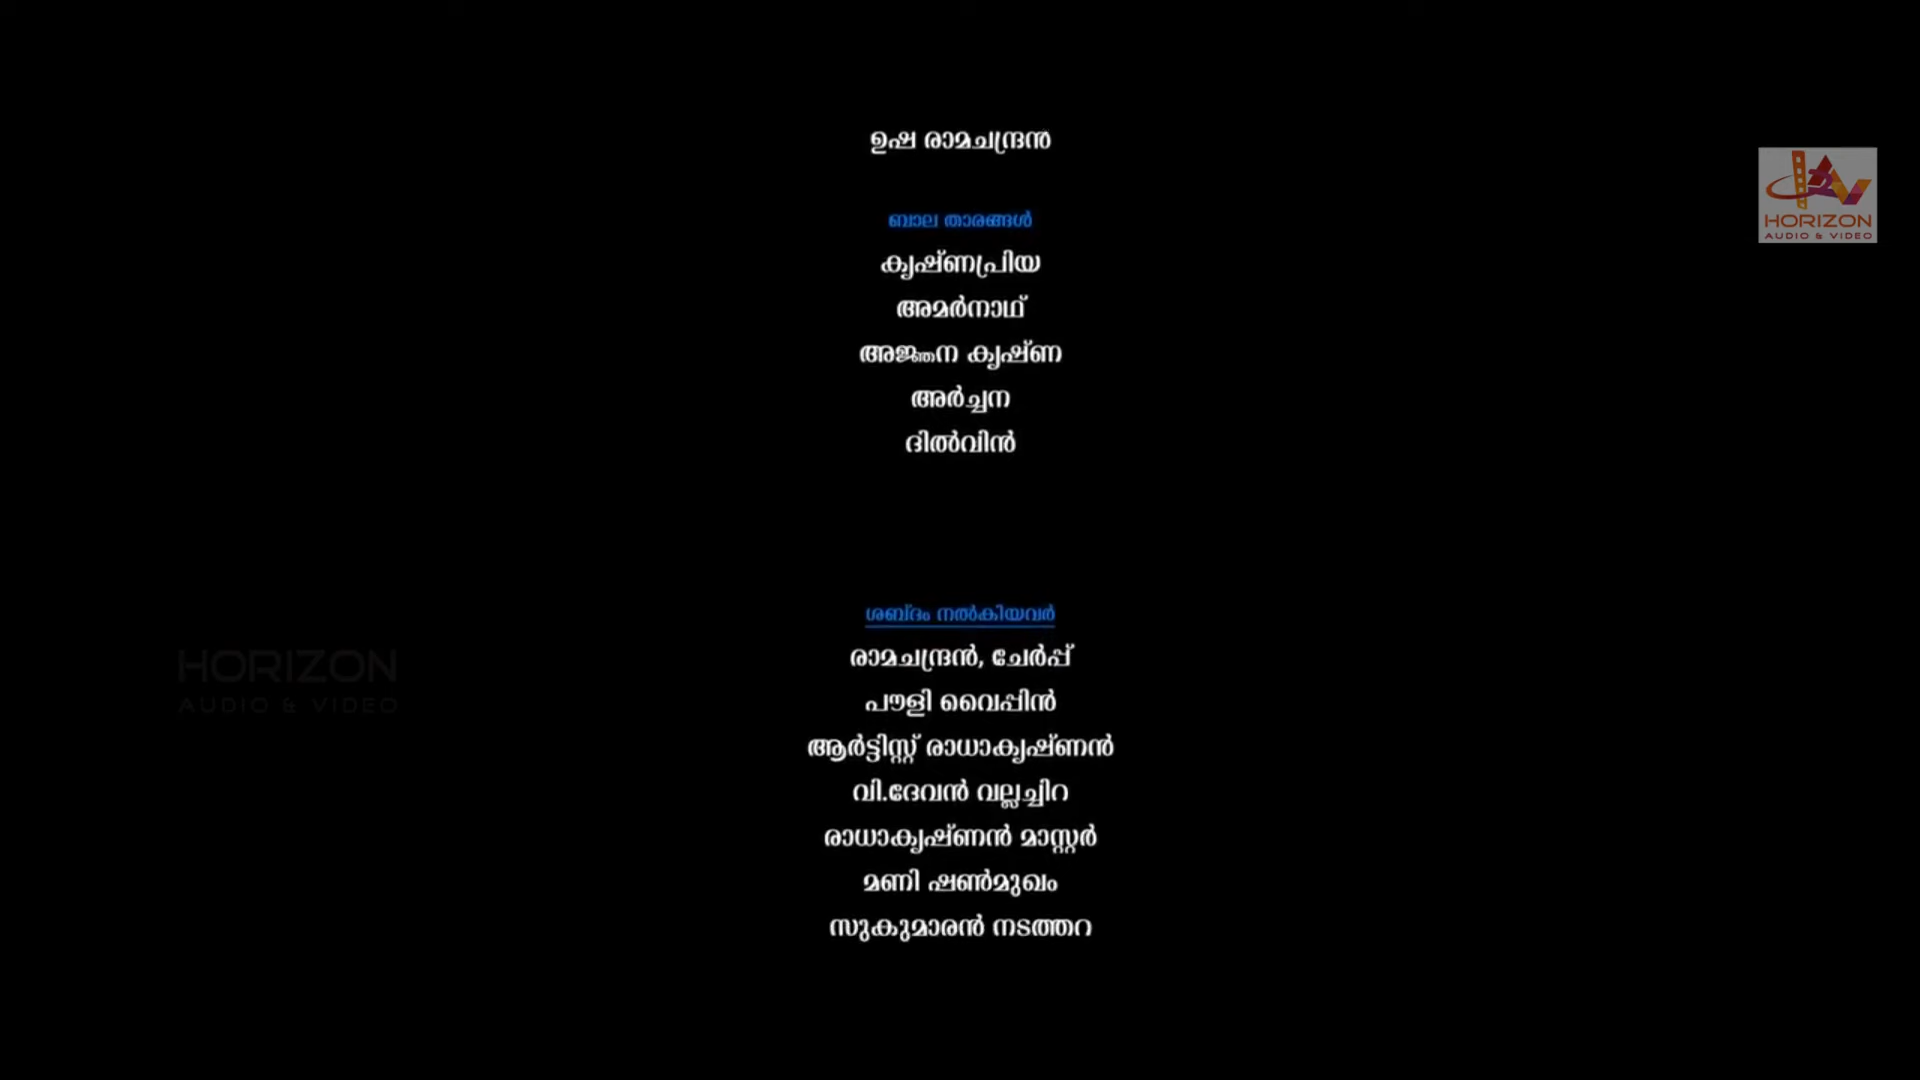 ഉഷ രാമചന്ദ്രൻ
ബാല താരങ്ങൾ
കൃഷ്ണപ്രിയ
അമർനാഥ്
അജ്ഞന കൃഷ്ണ
അർച്ചന
ദിൽവിൻ
ശബ്ദം നൽകിയവർ
രാമചന്ദ്രൻ, ചേർപ്പ്
പൗളി വൈപ്പിൻ
ആർട്ടിസ്റ്റ് രാധാകൃഷ്ണൻ
വി.ദേവൻ വല്ലച്ചിറ
രാധാകൃഷ്ണൻ മാസ്റ്റർ
മണി ഷൺമുഖം
സുകുമാരൻ നടത്തറ
HORIZON
AUDIO & VIDEO
HORIZON
AUDIO & VIDEO